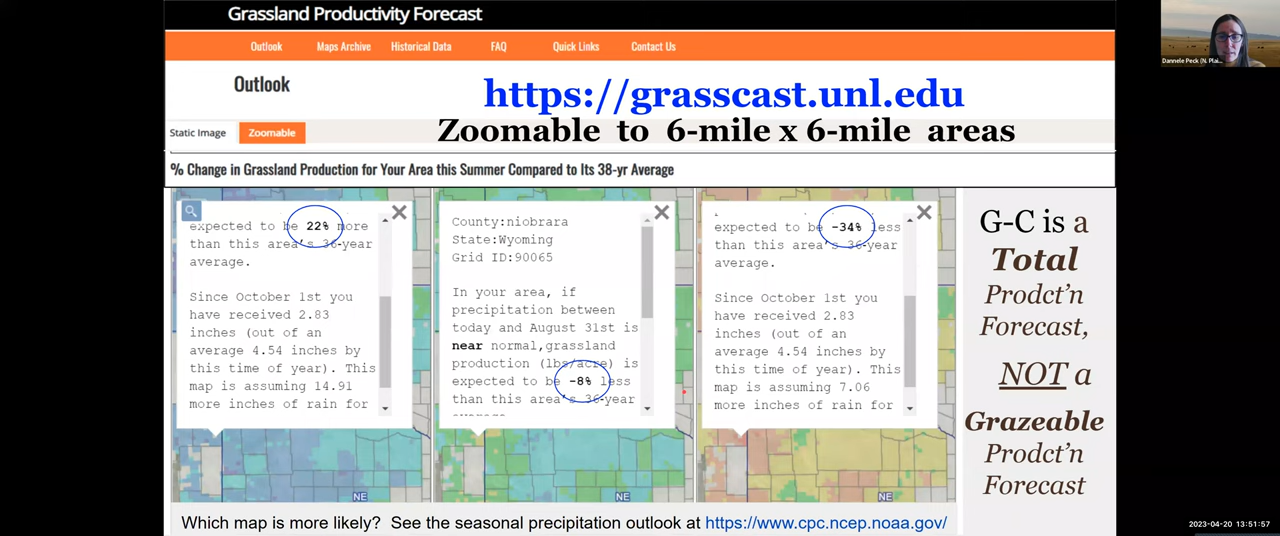 Grassland Productivity Forecast
Outlook Maps Archive Historical Data FAQ Quick Links Contact Us
Dannele Peck (N. Plai...
Outlook
https://grasscast.unl.edu
Static Image Zoomable
Zoomable to 6-mile x 6-mile areas
% Change in Grassland Production for Your Area this Summer Compared to Its 38-yr Average
expected to be 22% more
than this area's 36-year
average.
Since October 1st you
have received 2.83
inches (out of an
average 4.54 inches by
this time of year). This
map is assuming 14.91
more inches of rain for
NE
County:niobrara
State:Wyoming
Grid ID:90065
In your area, if
precipitation between
today and August 31st is
near normal,grassland
production (lbs/acre) is
expected to be -8% less
than this area's 36-year
NE
expected to be -34% less
than this area's 36-year
average.
Since October 1st you
have received 2.83
inches (out of an
average 4.54 inches by
this time of year). This
map is assuming 7.06
more inches of rain for
NE
G-C is a
Total
Prodct'n
Forecast,
NOT a
Grazeable
Prodct'n
Forecast
Which map is more likely? See the seasonal precipitation outlook at https://www.cpc.ncep.noaa.gov/
2023-04-20 13:51:57